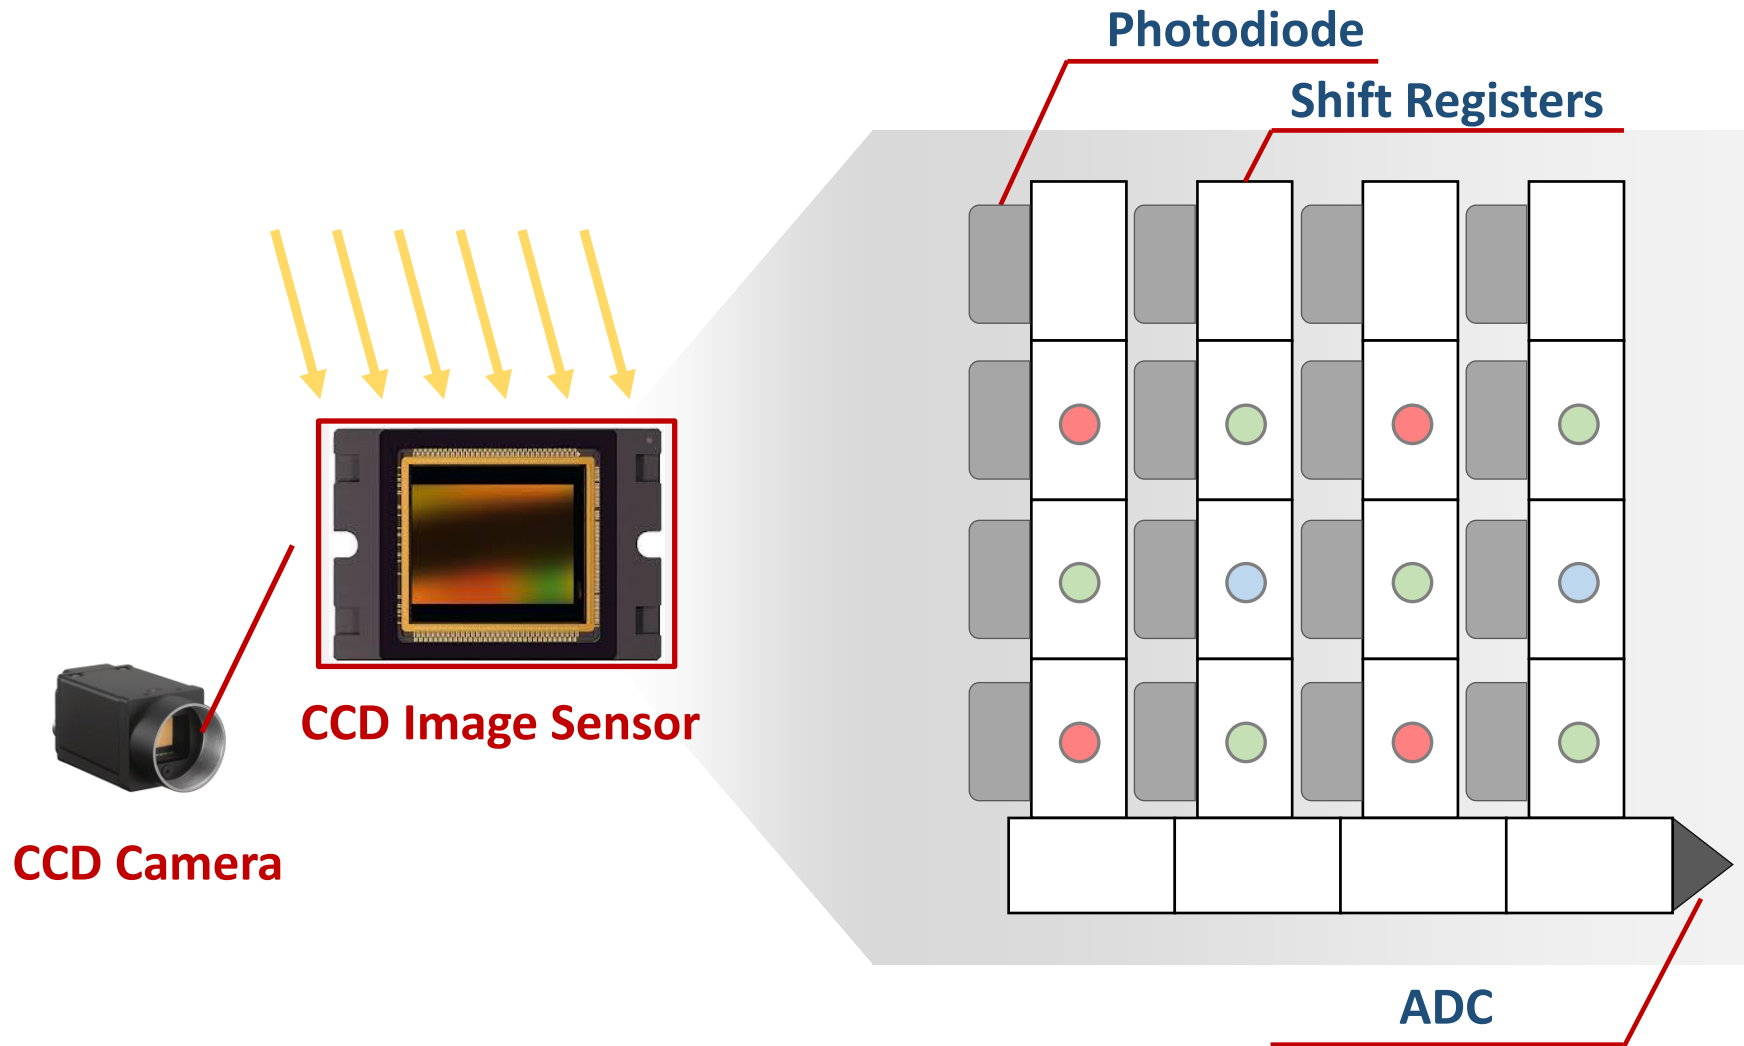 Photodiode
Shift Registers
CCD Image Sensor
CCD Camera
ADC